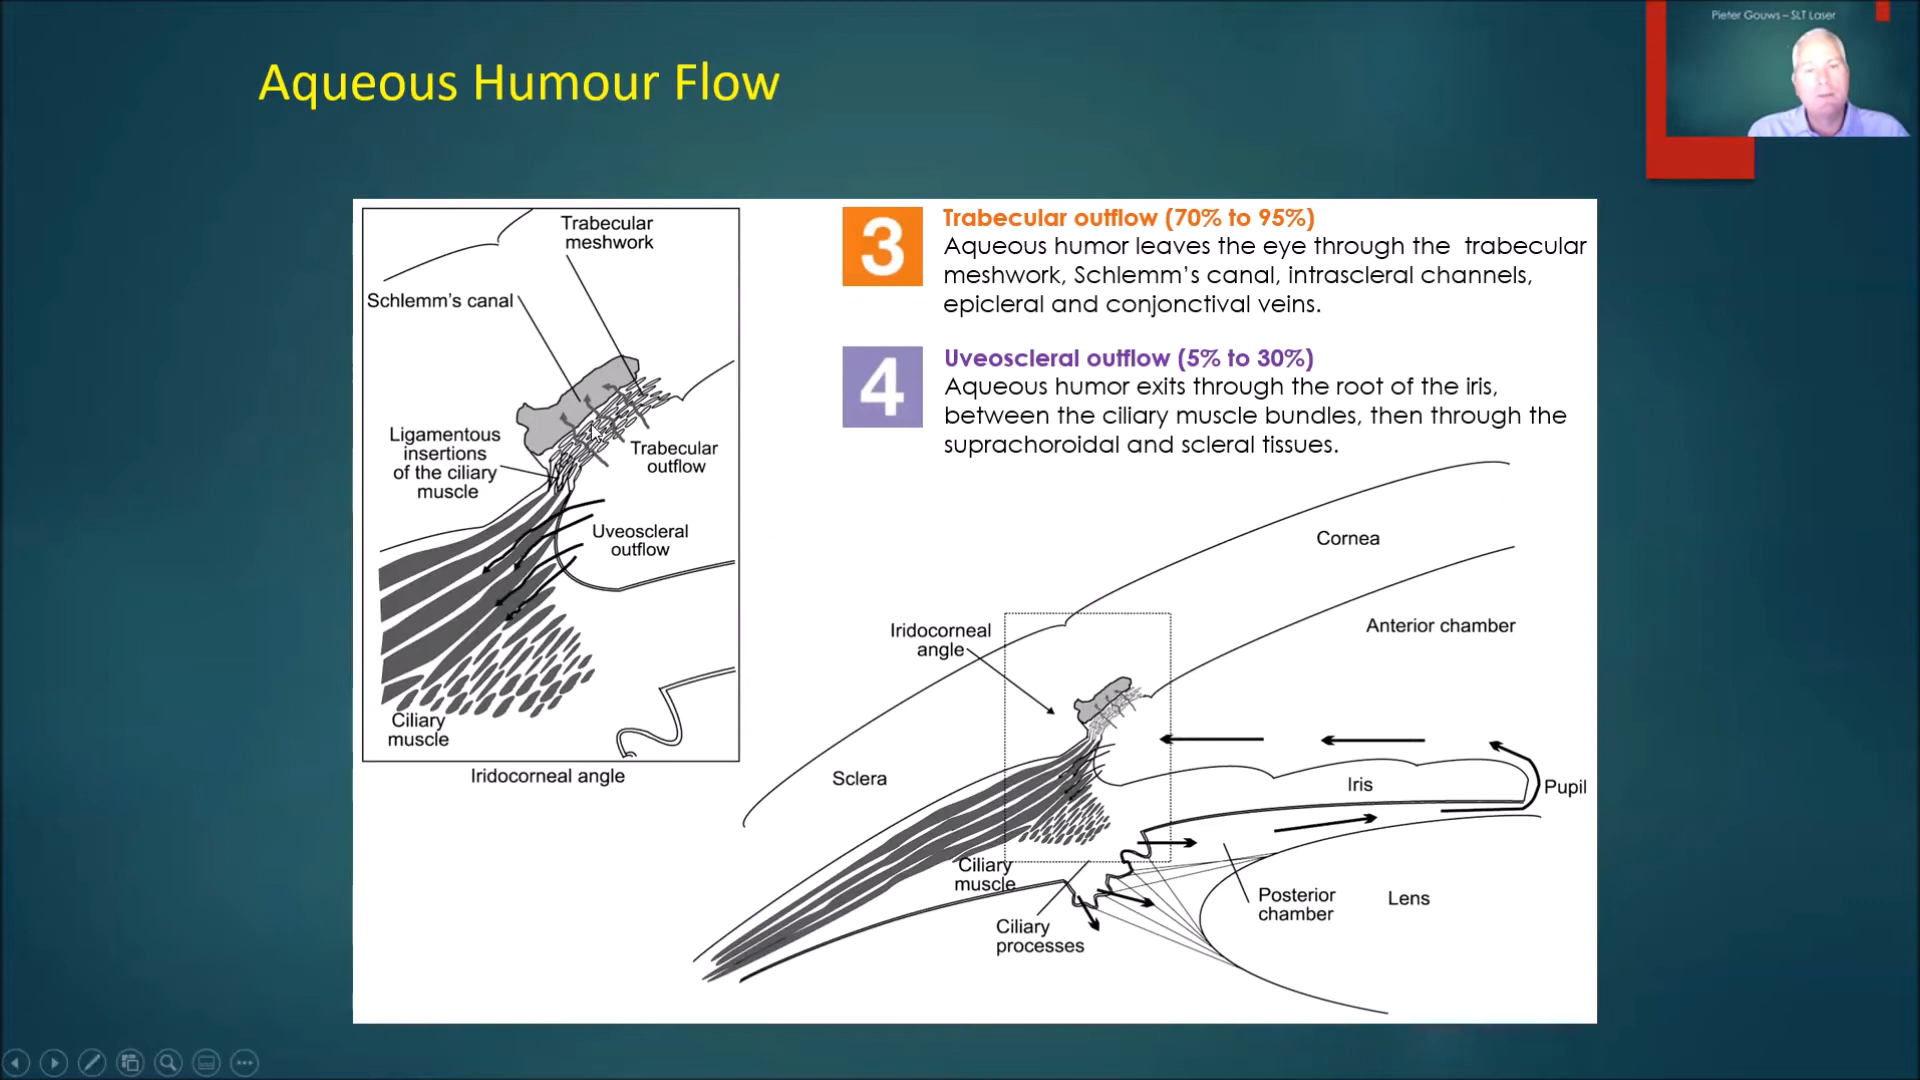 Pieter Gouws – SLT Laser
Aqueous Humour Flow
Trabecular
meshwork
Schlemm's canal
Ligamentous
insertions
of the ciliary
muscle
Trabecular
outflow
Uveoscleral
outflow
Ciliary
muscle
Iridocorneal angle
3
Trabecular outflow (70% to 95%)
Aqueous humor leaves the eye through the trabecular
meshwork, Schlemm's canal, intrascleral channels,
epicleral and conjonctival veins.
4
Uveoscleral outflow (5% to 30%)
Aqueous humor exits through the root of the iris,
between the ciliary muscle bundles, then through the
suprachoroidal and scleral tissues.
Cornea
Iridocorneal
angle
Anterior chamber
Sclera
Iris
Pupil
Ciliary
muscle
Posterior
chamber
Lens
Ciliary
processes